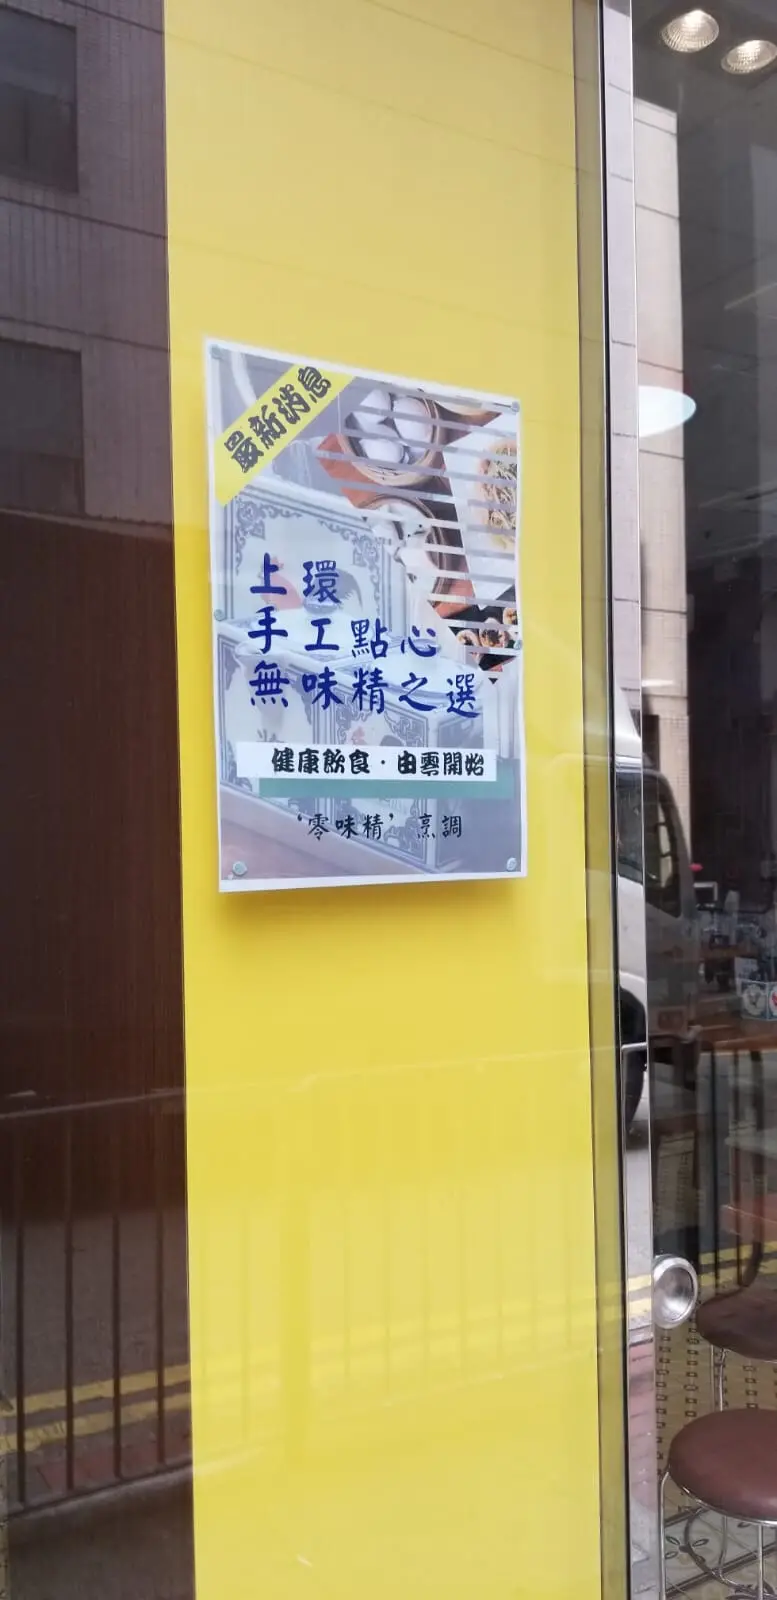 最新消息
上環
手工點心
無味精之選
健康飲食·由零開始
‘零味精’烹調